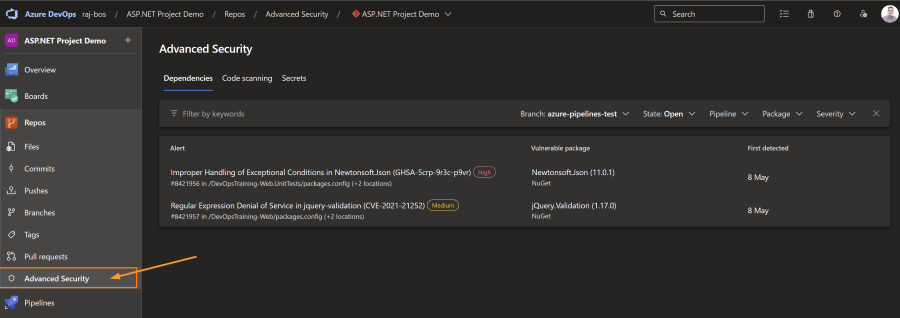 Azure DevOps raj-bos / ASP.NET Project Demo / Repos / Advanced Security / ASP.NET Project Demo
Search
AD ASP.NET Project Demo +
Overview
Boards
Repos
Files
Commits
Pushes
Branches
Tags
Pull requests
Advanced Security
Pipelines
Advanced Security
Dependencies Code scanning Secrets
Filter by keywords Branch: azure-pipelines-test State: Open Pipeline Package Severity
Alert Vulnerable package First detected
Improper Handling of Exceptional Conditions in Newtonsoft.Json (GHSA-5crp-9r3c-p9vr) High Newtonsoft.Json (11.0.1) 8 May
#8421956 in /DevOpsTraining-Web.UnitTests/packages.config (+2 locations) NuGet
Regular Expression Denial of Service in jquery-validation (CVE-2021-21252) Medium jQuery.Validation (1.17.0) 8 May
#8421957 in /DevOpsTraining-Web/packages.config (+2 locations) NuGet